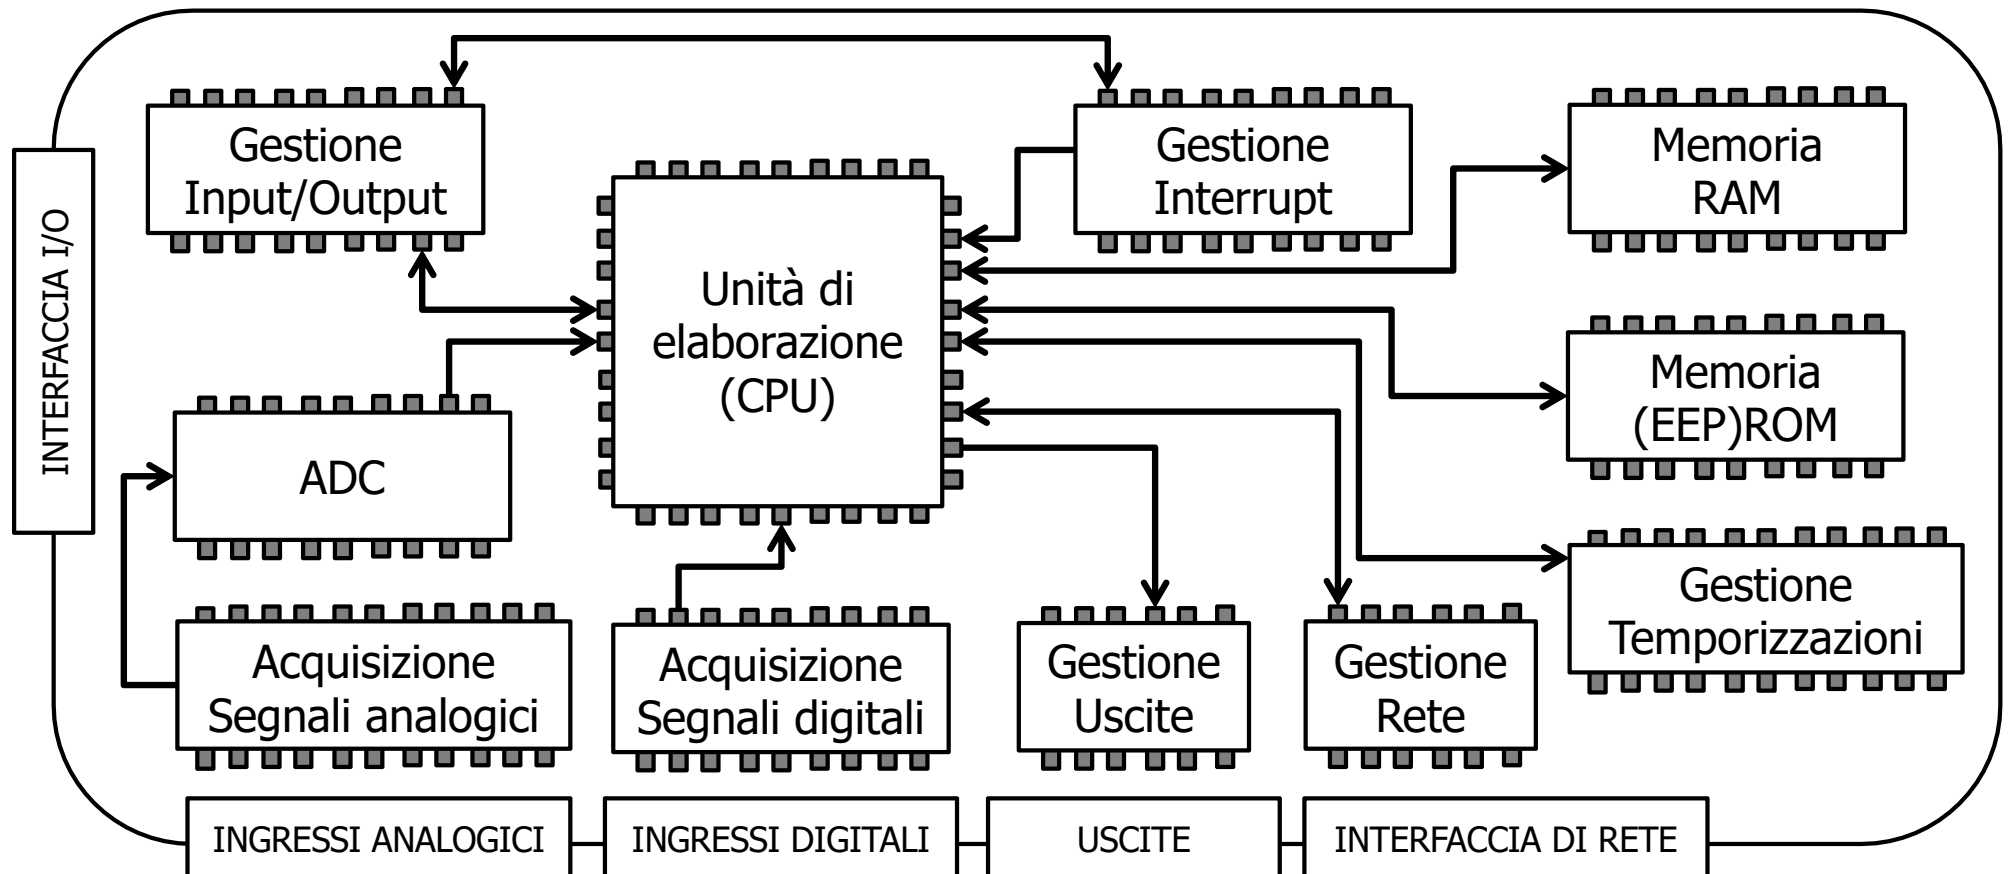 Gestione
Input/Output
Gestione
Interrupt
Memoria
RAM
INTERFACCIA I/O
Unità di
elaborazione
(CPU)
Memoria
(EEP)ROM
ADC
Gestione
Temporizzazioni
Acquisizione
Segnali analogici
Acquisizione
Segnali digitali
Gestione
Uscite
Gestione
Rete
INGRESSI ANALOGICI
INGRESSI DIGITALI
USCITE
INTERFACCIA DI RETE